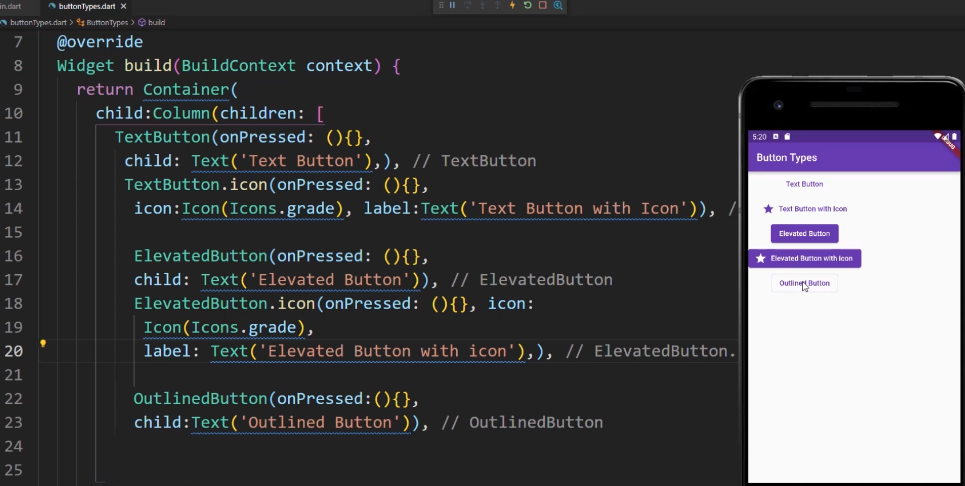 in.dart
buttonTypes.dart
buttonTypes.dart > ButtonTypes > build
7 @override
8 Widget build(BuildContext context) {
9 return Container(
10 child:Column(children: [
11 TextButton(onPressed: (){},
12 child: Text('Text Button'),), // TextButton
13 TextButton.icon(onPressed: (){},
14 icon:Icon(Icons.grade), label:Text('Text Button with Icon')), /
15
16 ElevatedButton(onPressed: (){},
17 child: Text('Elevated Button')), // ElevatedButton
18 ElevatedButton.icon(onPressed: (){}, icon:
19 Icon(Icons.grade),
20 label: Text('Elevated Button with icon'),), // ElevatedButton.
21
22 OutlinedButton(onPressed:(){},
23 child:Text('Outlined Button')), // OutlinedButton
24
25
5:20
DEBUG
Button Types
Text Button
Text Button with Icon
Elevated Button
Elevated Button with icon
Outlined Button